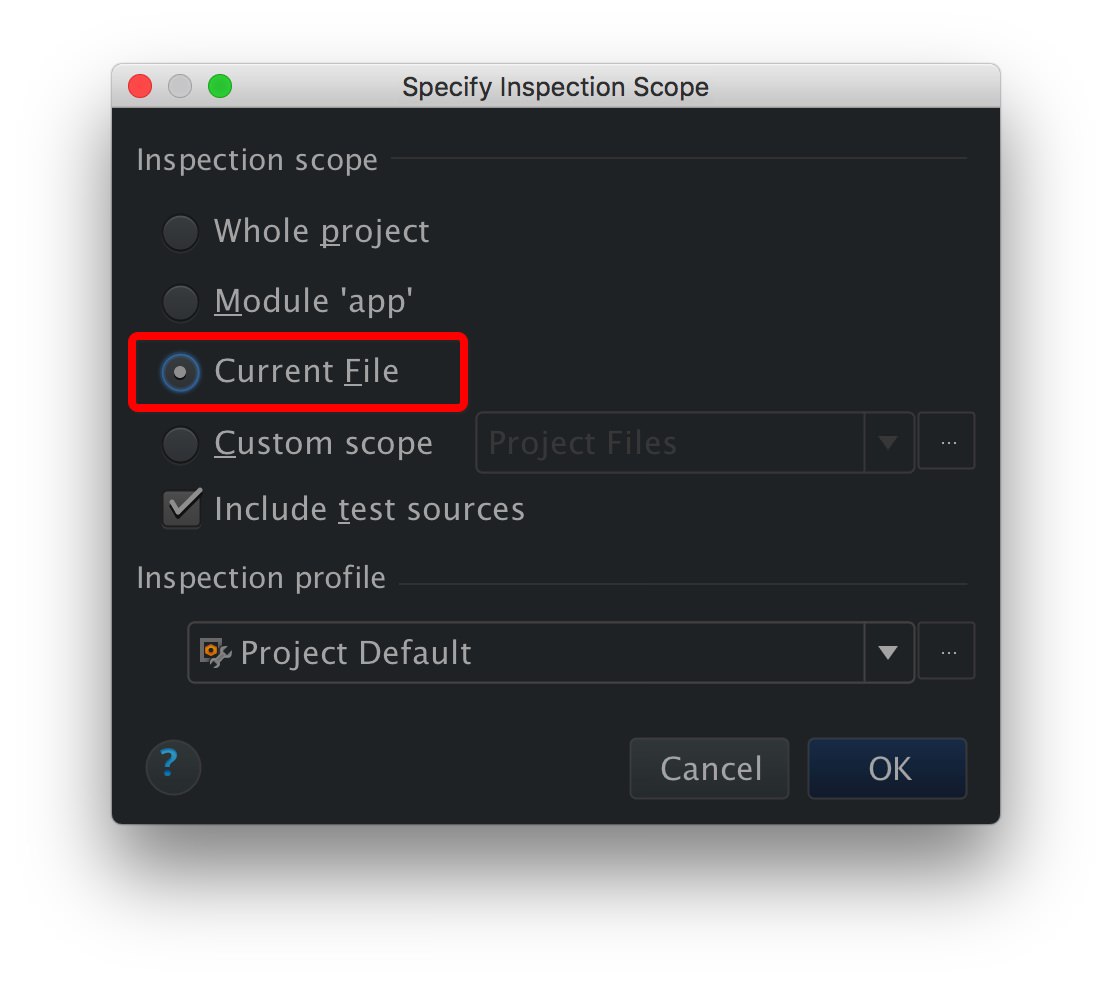 Specify Inspection Scope
Inspection scope
Whole project
Module 'app'
Current File
Custom scope Project Files ...
Include test sources
Inspection profile
Project Default ...
? Cancel OK